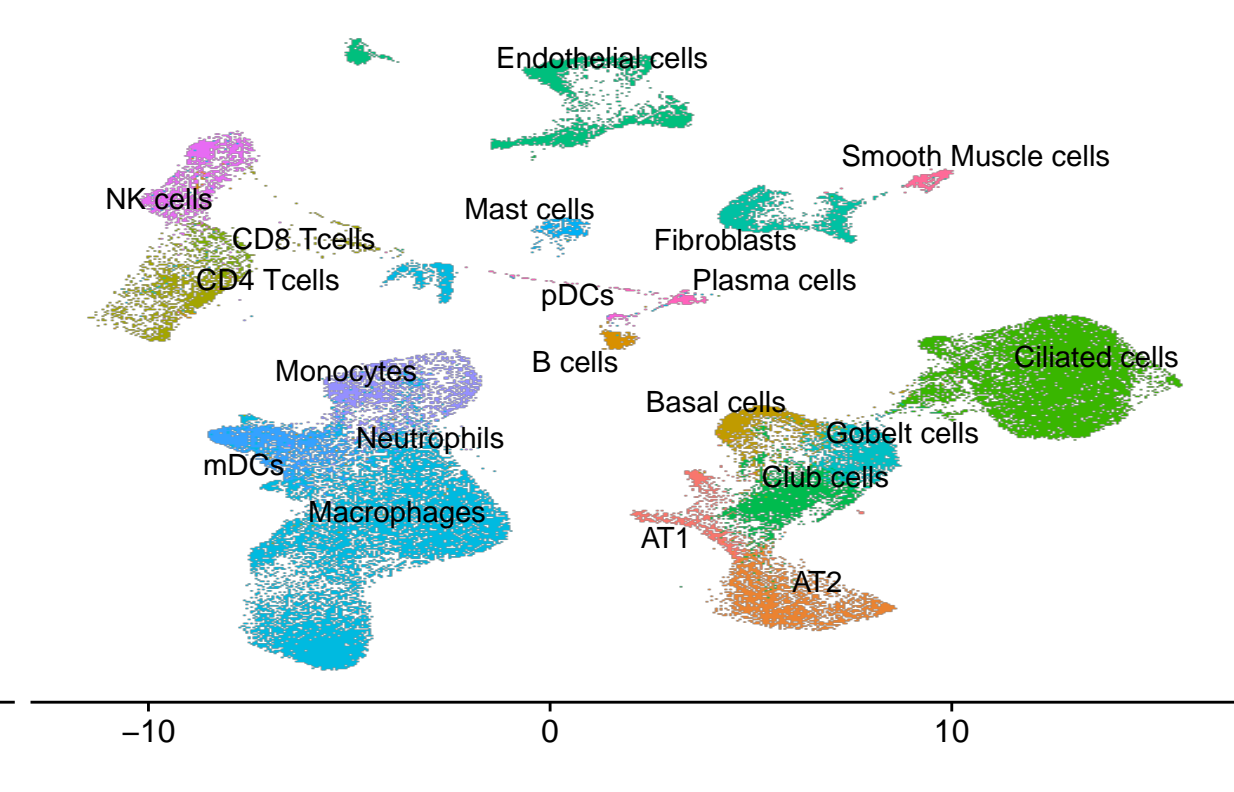 Endothelial cells
Smooth Muscle cells
NK cells
Mast cells
CD8 Tcells
Fibroblasts
CD4 Tcells
Plasma cells
pDCs
B cells
Ciliated cells
Monocytes
Basal cells
Gobelt cells
Neutrophils
mDCs
Club cells
Macrophages
AT1
AT2
−10
0
10